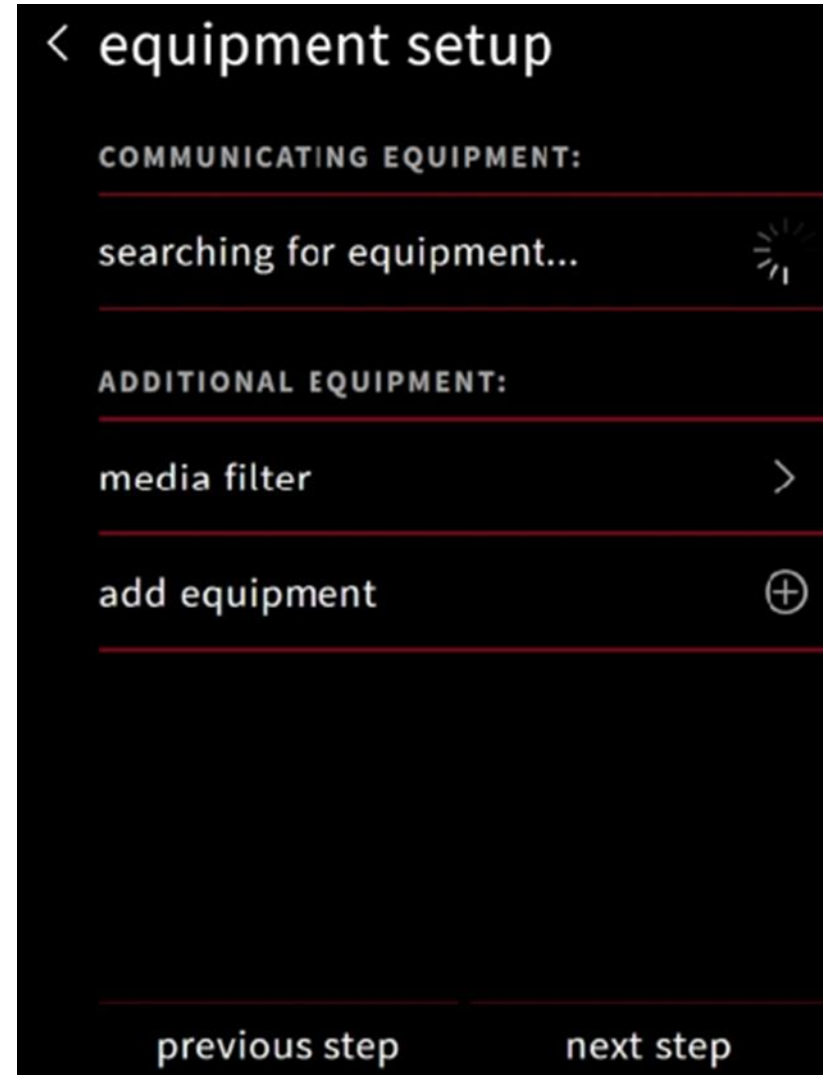 equipment setup
COMMUNICATING EQUIPMENT:
searching for equipment...
ADDITIONAL EQUIPMENT:
media filter
add equipment
previous step
next step